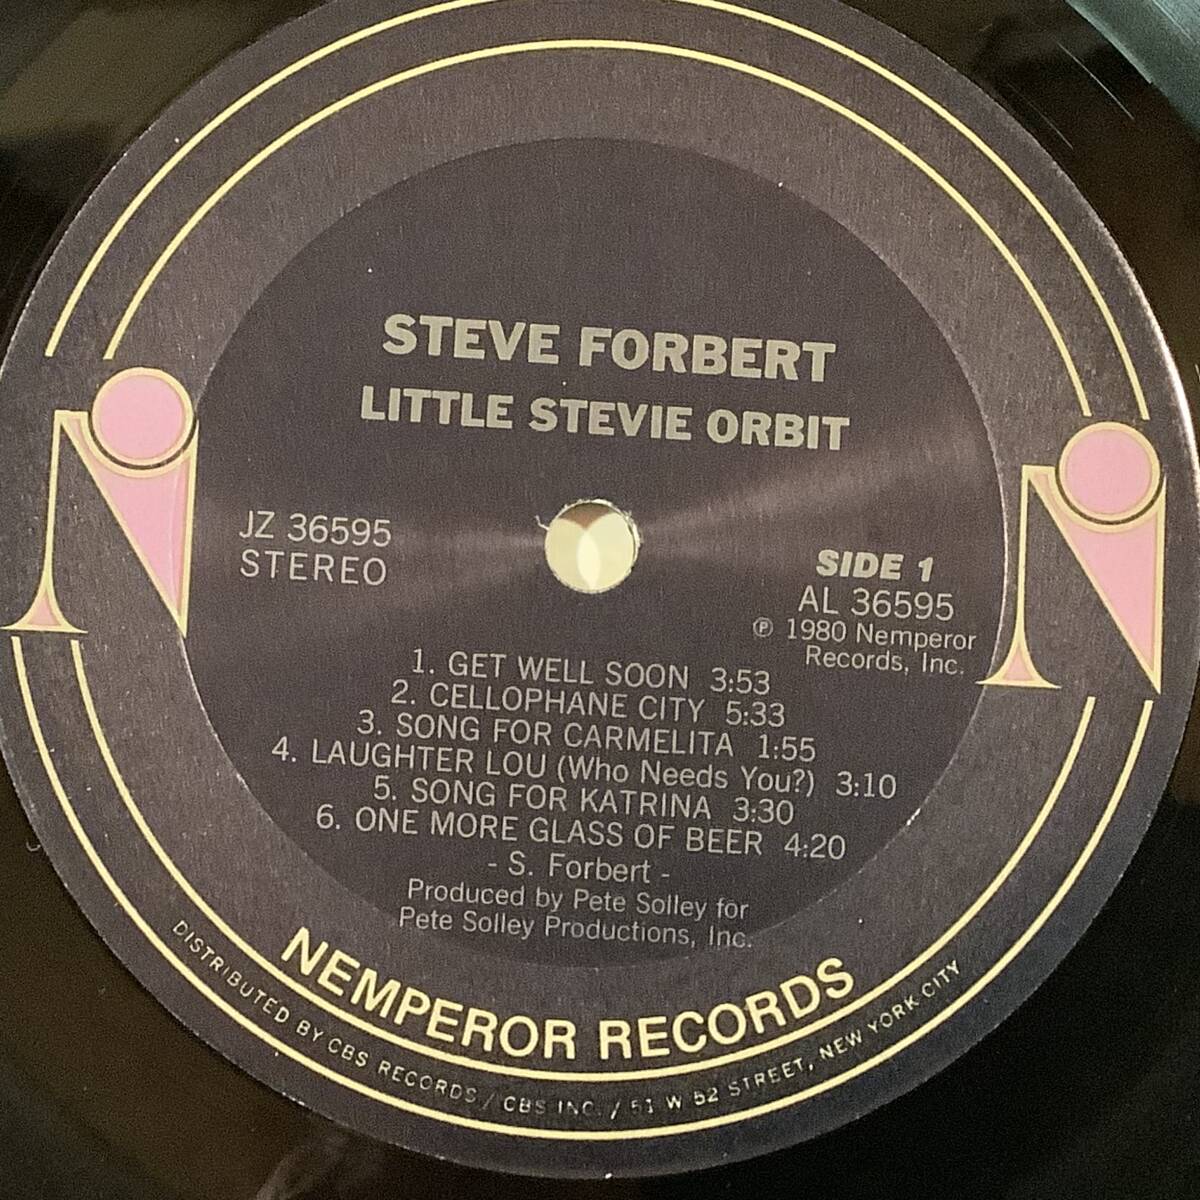 STEVE FORBERT
LITTLE STEVIE ORBIT
JZ 36595
STEREO
SIDE 1
AL 36595
℗ 1980 Nemperor
Records, Inc.
1. GET WELL SOON 3:53
2. CELLOPHANE CITY 5:33
3. SONG FOR CARMELITA 1:55
4. LAUGHTER LOU (Who Needs You?) 3:10
5. SONG FOR KATRINA 3:30
6. ONE MORE GLASS OF BEER 4:20
- S. Forbert -
Produced by Pete Solley for
Pete Solley Productions, Inc.
NEMPEROR RECORDS
DISTRIBUTED BY CBS RECORDS / CBS INC. / 51 W 52 STREET, NEW YORK CITY